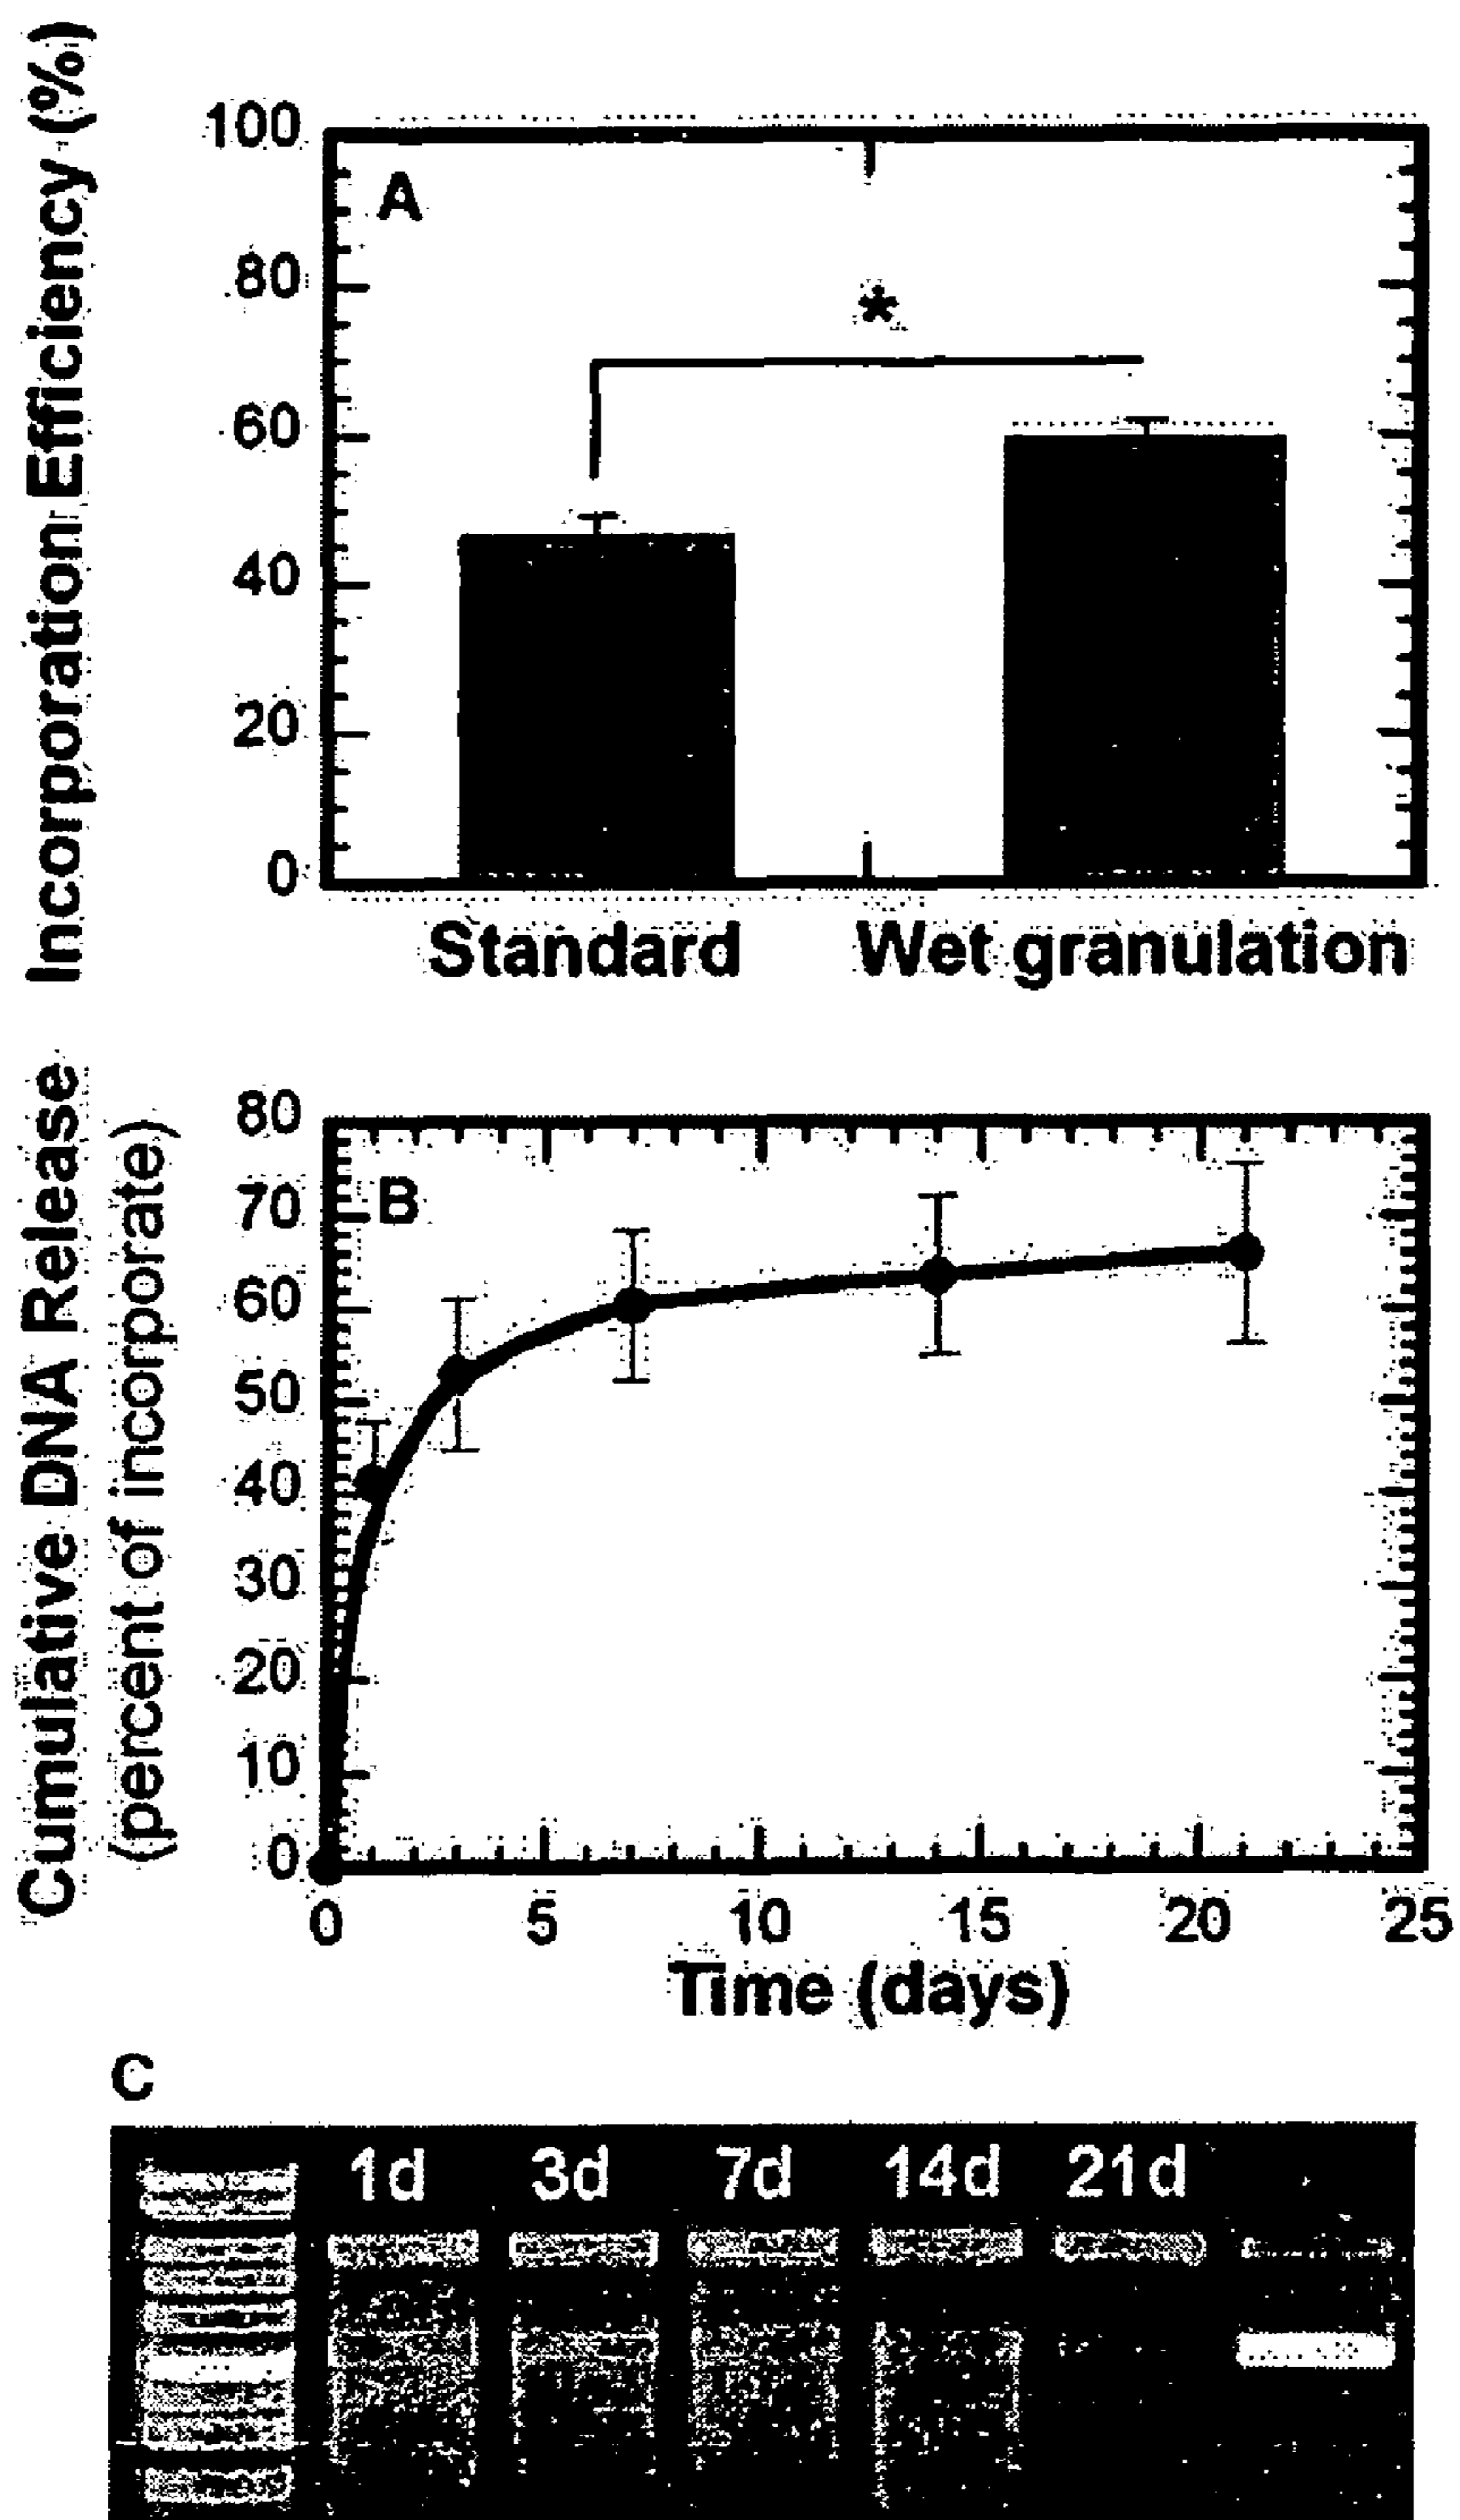 Incorporation Efficiency (%)
100
80
60
40
20
0
A
*
Standard
Wet granulation
Cumulative DNA Release
(percent of incorporate)
80
70
60
50
40
30
20
10
0
B
0 5 10 15 20 25
Time (days)
C
1d 3d 7d 14d 21d